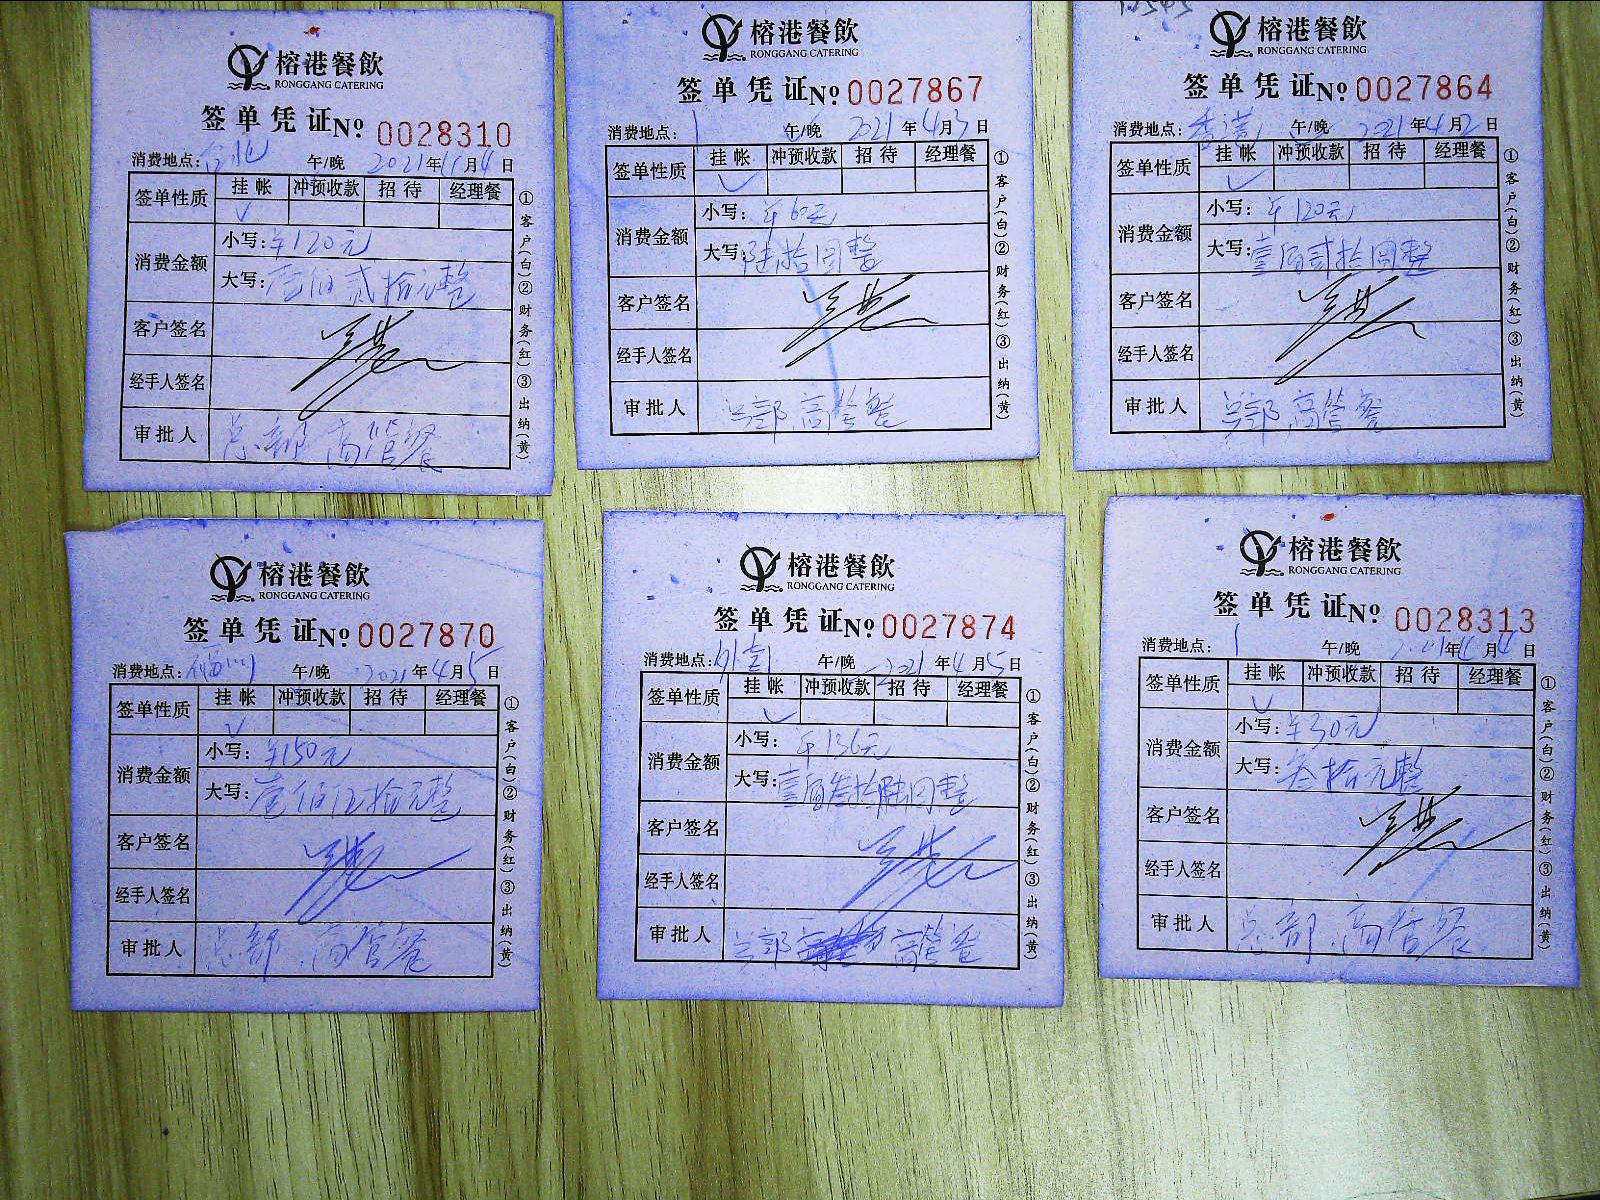 榕港餐飲
RONGGANG CATERING
签单凭证№ 0028310
消费地点：台北 午/晚 2021年11月4日
签单性质 挂帐 冲预收款 招待 经理餐
✓
消费金额 小写：¥120元
大写：壹佰贰拾元整
客户签名
经手人签名
审批人 总部 高管餐
①客户(白)②财务(红)③出纳(黄)
榕港餐飲
RONGGANG CATERING
签单凭证№ 0027867
消费地点：1 午/晚 2021年4月3日
签单性质 挂帐 冲预收款 招待 经理餐
✓
消费金额 小写：¥60元
大写：陆拾圆整
客户签名
经手人签名
审批人 总部高管餐
①客户(白)②财务(红)③出纳(黄)
榕港餐飲
RONGGANG CATERING
签单凭证№ 0027864
消费地点： 午/晚 2021年4月2日
签单性质 挂帐 冲预收款 招待 经理餐
✓
消费金额 小写：¥120元
大写：壹佰贰拾圆整
客户签名
经手人签名
审批人 总部高管餐
①客户(白)②财务(红)③出纳(黄)
榕港餐飲
RONGGANG CATERING
签单凭证№ 0027870
消费地点： 午/晚 2021年4月5日
签单性质 挂帐 冲预收款 招待 经理餐
✓
消费金额 小写：¥150元
大写：壹佰伍拾元整
客户签名
经手人签名
审批人 总部 高管餐
①客户(白)②财务(红)③出纳(黄)
榕港餐飲
RONGGANG CATERING
签单凭证№ 0027874
消费地点：外卖 午/晚 2021年4月5日
签单性质 挂帐 冲预收款 招待 经理餐
✓
消费金额 小写：¥136元
大写：壹佰叁拾陆圆整
客户签名
经手人签名
审批人 总部 高管餐
①客户(白)②财务(红)③出纳(黄)
榕港餐飲
RONGGANG CATERING
签单凭证№ 0028313
消费地点：1 午/晚 2021年 月4日
签单性质 挂帐 冲预收款 招待 经理餐
✓
消费金额 小写：¥30元
大写：叁拾元整
客户签名
经手人签名
审批人 总部 高管餐
①客户(白)②财务(红)③出纳(黄)